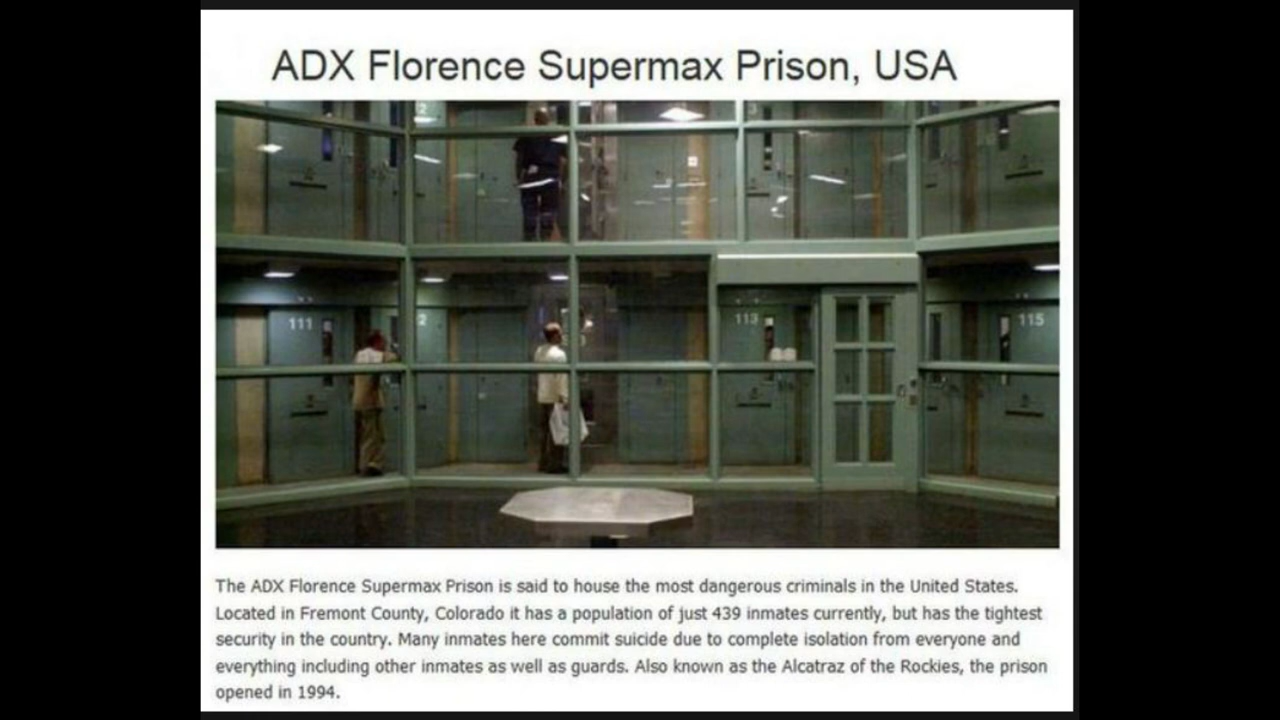 ADX Florence Supermax Prison, USA
2
111
2
113
115
The ADX Florence Supermax Prison is said to house the most dangerous criminals in the United States.
Located in Fremont County, Colorado it has a population of just 439 inmates currently, but has the tightest
security in the country. Many inmates here commit suicide due to complete isolation from everyone and
everything including other inmates as well as guards. Also known as the Alcatraz of the Rockies, the prison
opened in 1994.